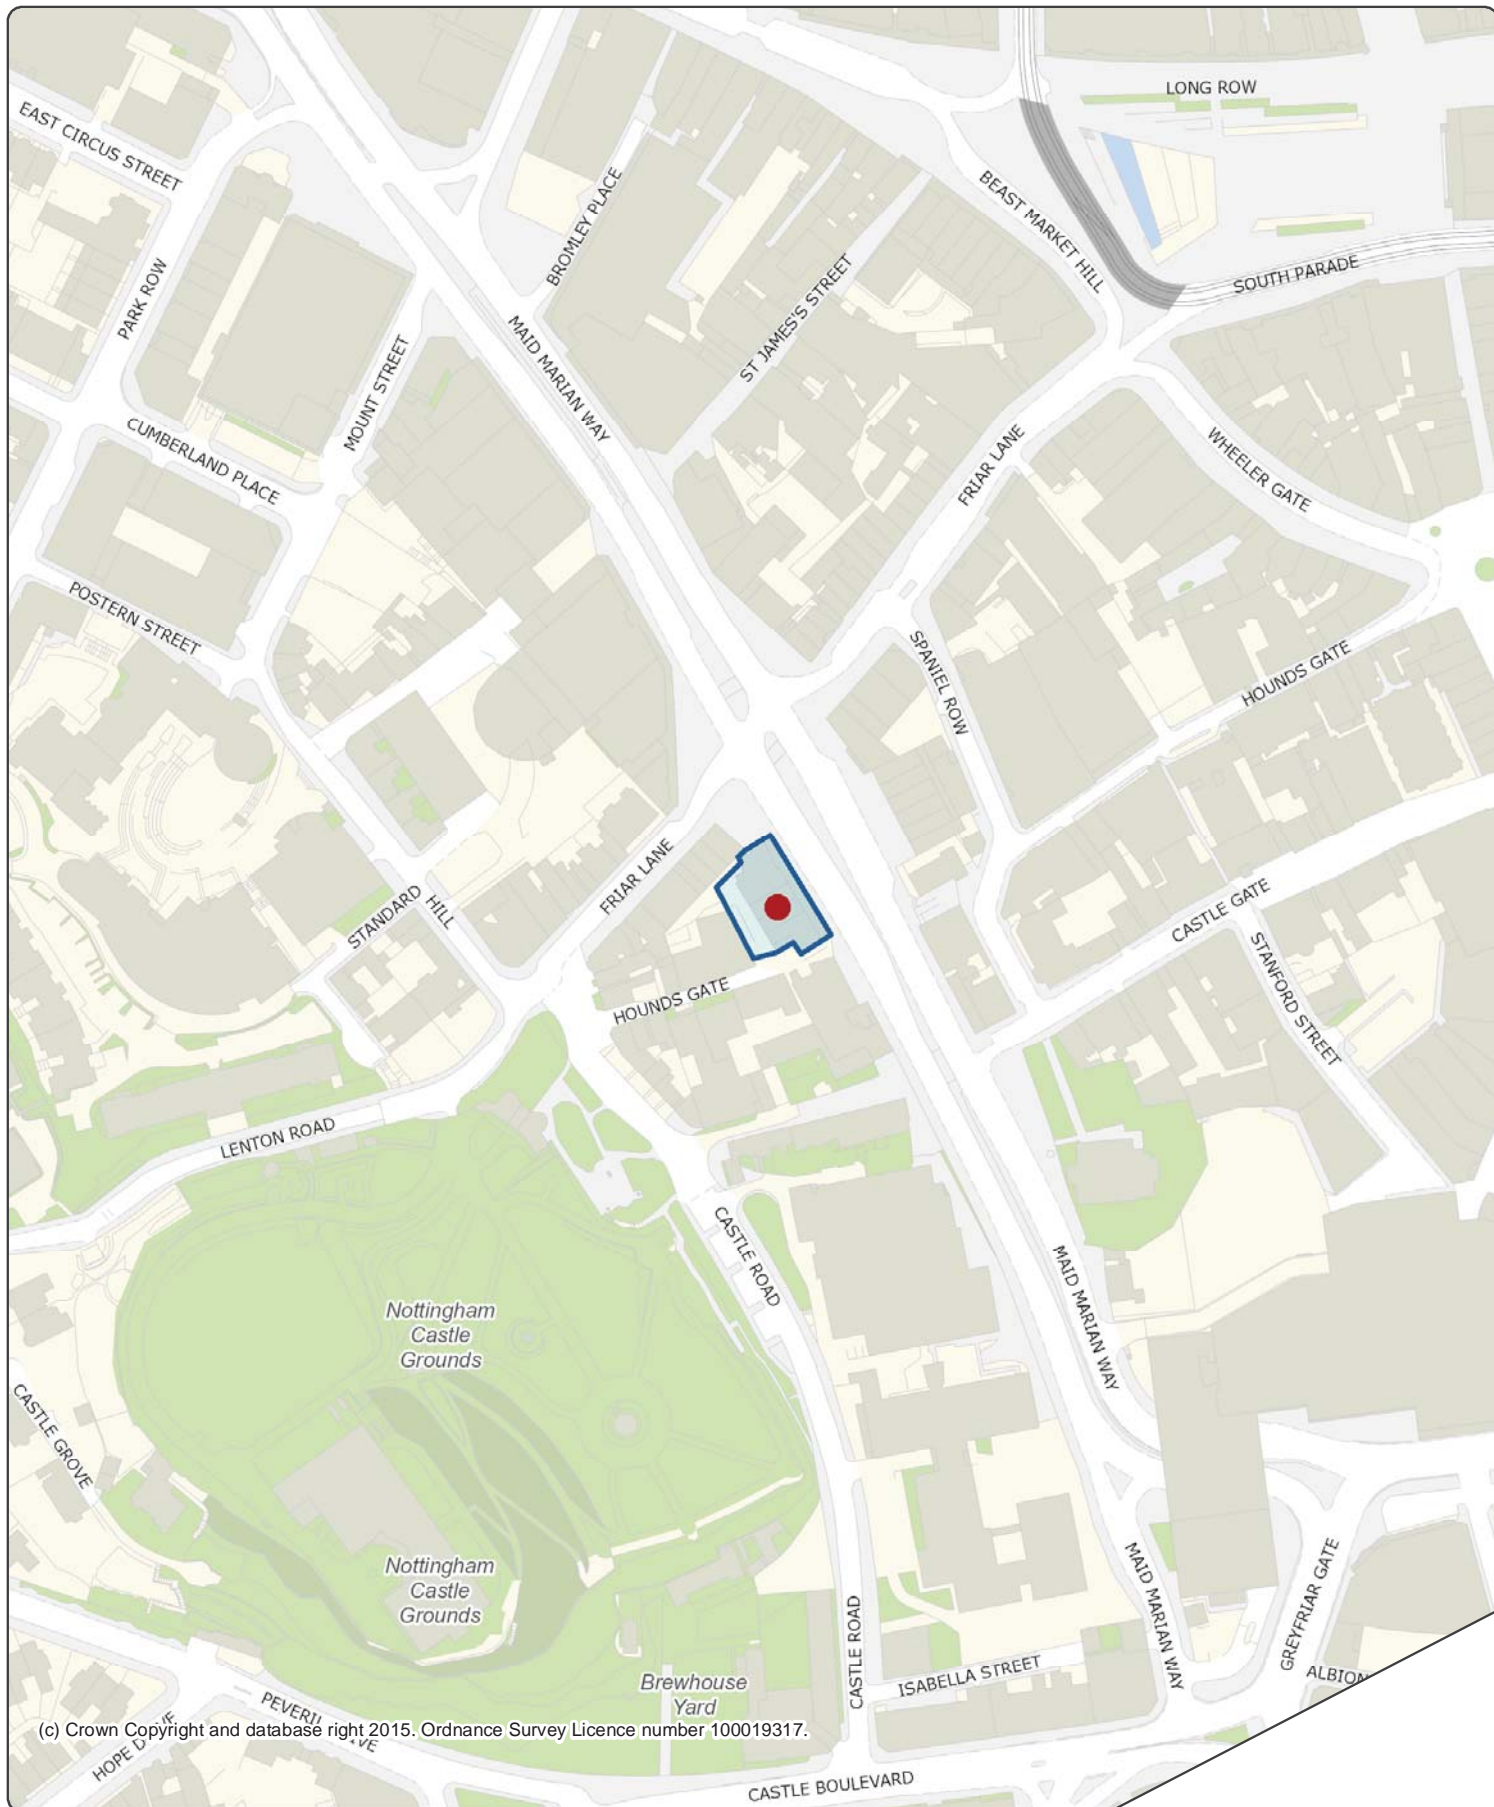 LONG ROW
EAST CIRCUS STREET
BROMLEY PLACE
BEAST MARKET HILL
SOUTH PARADE
PARK ROW
ST JAMES'S STREET
MAID MARIAN WAY
MOUNT STREET
CUMBERLAND PLACE
FRIAR LANE
WHEELER GATE
POSTERN STREET
SPANIEL ROW
HOUNDS GATE
FRIAR LANE
STANDARD HILL
CASTLE GATE
STANFORD STREET
HOUNDS GATE
LENTON ROAD
CASTLE ROAD
MAID MARIAN WAY
Nottingham
Castle
Grounds
CASTLE GROVE
Nottingham
Castle
Grounds
MAID MARIAN WAY
GREYFRIAR GATE
CASTLE ROAD
ISABELLA STREET
ALBION
Brewhouse
Yard
(c) Crown Copyright and database right 2015. Ordnance Survey Licence number 100019317.
CASTLE BOULEVARD